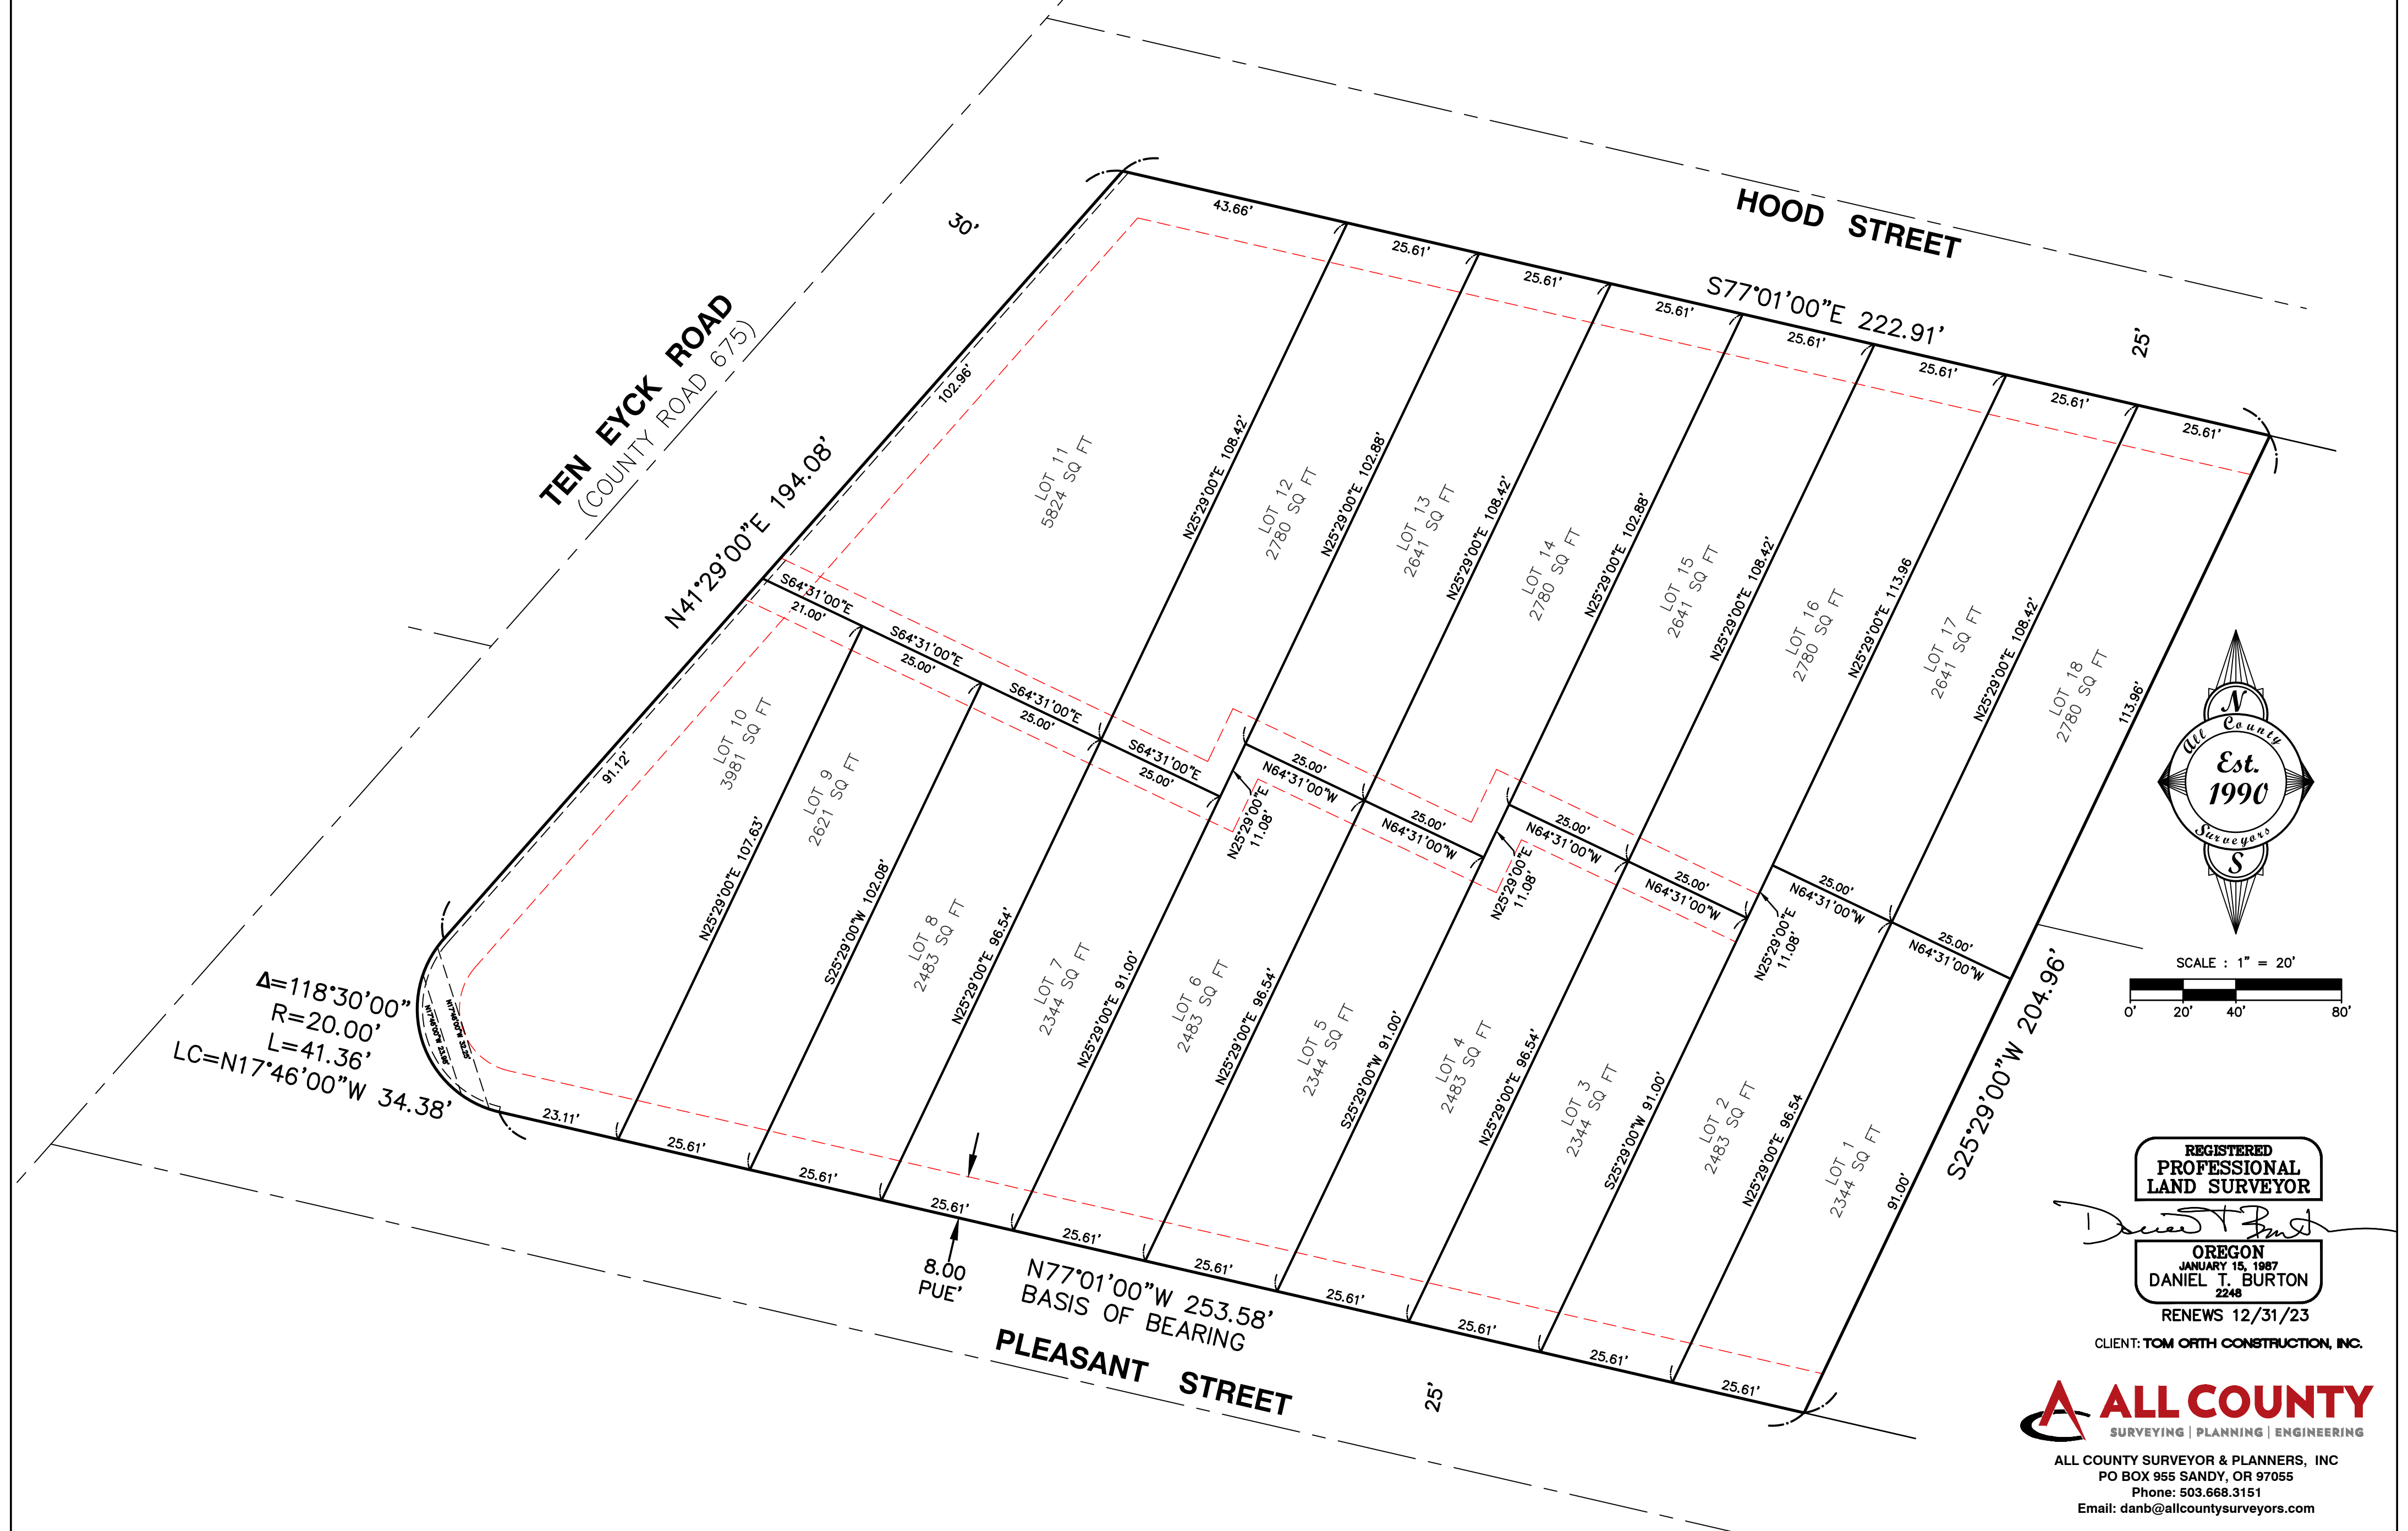 HOOD STREET
S77°01'00"E 222.91'
25'
30'
43.66'
25.61'
25.61'
25.61'
25.61'
25.61'
25.61'
25.61'
TEN EYCK ROAD
(COUNTY ROAD 675)
N41°29'00"E 194.08'
102.96'
91.12'
LOT 11
5824 SQ FT
N25°29'00"E 108.42'
LOT 12
2780 SQ FT
N25°29'00"E 102.88'
LOT 13
2641 SQ FT
N25°29'00"E 108.42'
LOT 14
2780 SQ FT
N25°29'00"E 102.88'
LOT 15
2641 SQ FT
N25°29'00"E 108.42'
LOT 16
2780 SQ FT
N25°29'00"E 113.96
LOT 17
2641 SQ FT
N25°29'00"E 108.42'
LOT 18
2780 SQ FT
113.96'
S64°31'00"E
21.00'
S64°31'00"E
25.00'
S64°31'00"E
25.00'
S64°31'00"E
25.00'
N25°29'00"E
11.08'
25.00'
N64°31'00"W
25.00'
N64°31'00"W
N25°29'00"E
11.08'
25.00'
N64°31'00"W
25.00'
N64°31'00"W
N25°29'00"E
11.08'
25.00'
N64°31'00"W
25.00'
N64°31'00"W
LOT 10
3981 SQ FT
N25°29'00"E 107.63'
LOT 9
2621 SQ FT
S25°29'00"W 102.08'
LOT 8
2483 SQ FT
N25°29'00"E 96.54'
LOT 7
2344 SQ FT
N25°29'00"E 91.00'
LOT 6
2483 SQ FT
N25°29'00"E 96.54'
LOT 5
2344 SQ FT
S25°29'00"W 91.00'
LOT 4
2483 SQ FT
N25°29'00"E 96.54'
LOT 3
2344 SQ FT
S25°29'00"W 91.00'
LOT 2
2483 SQ FT
N25°29'00"E 96.54
LOT 1
2344 SQ FT
91.00'
S25°29'00"W 204.96'
Δ=118°30'00"
R=20.00'
L=41.36'
LC=N17°46'00"W 34.38'
23.11'
25.61'
25.61'
25.61'
25.61'
25.61'
25.61'
25.61'
25.61'
25.61'
8.00
PUE'
N77°01'00"W 253.58'
BASIS OF BEARING
PLEASANT STREET
25'
N
All County
Est.
1990
Surveyors
S
SCALE : 1" = 20'
0' 20' 40' 80'
REGISTERED
PROFESSIONAL
LAND SURVEYOR
OREGON
JANUARY 15, 1987
DANIEL T. BURTON
2248
RENEWS 12/31/23
CLIENT: TOM ORTH CONSTRUCTION, INC.
ALL COUNTY
SURVEYING | PLANNING | ENGINEERING
ALL COUNTY SURVEYOR & PLANNERS, INC
PO BOX 955 SANDY, OR 97055
Phone: 503.668.3151
Email: danb@allcountysurveyors.com